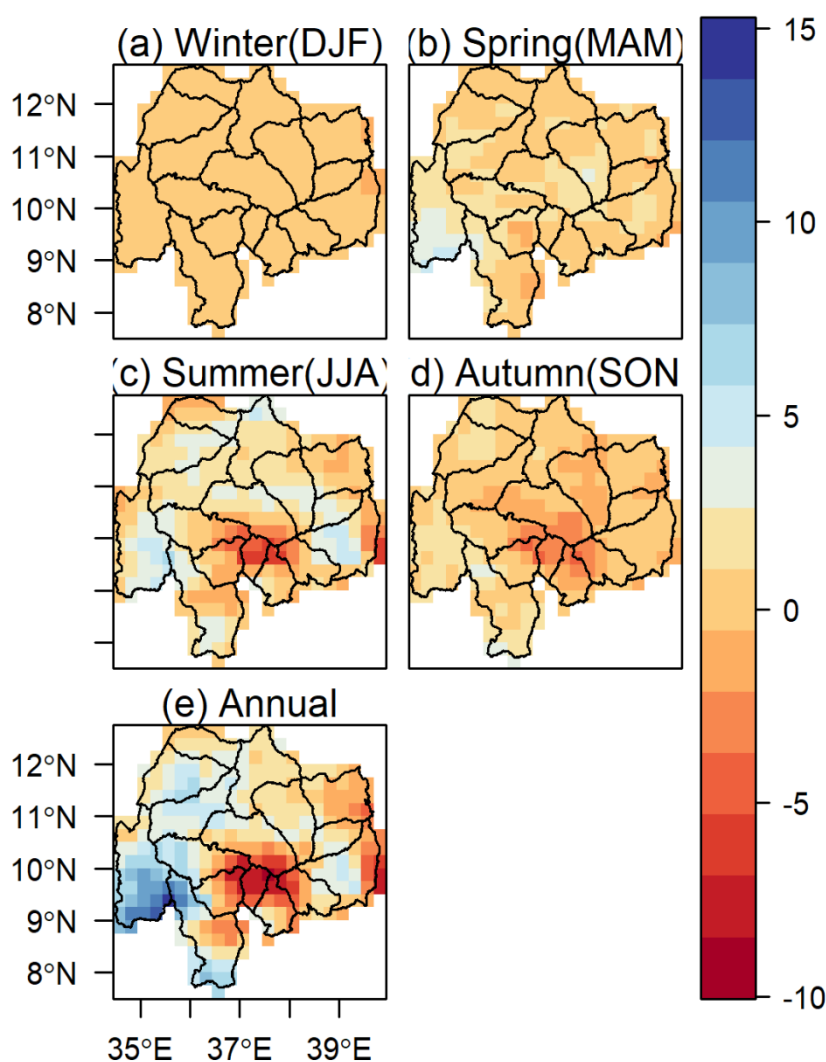 (a) Winter(DJF)
(b) Spring(MAM)
12°N
11°N
10°N
9°N
8°N
(c) Summer(JJA)
(d) Autumn(SON
(e) Annual
12°N
11°N
10°N
9°N
8°N
35°E 37°E 39°E
15
10
5
0
-5
-10